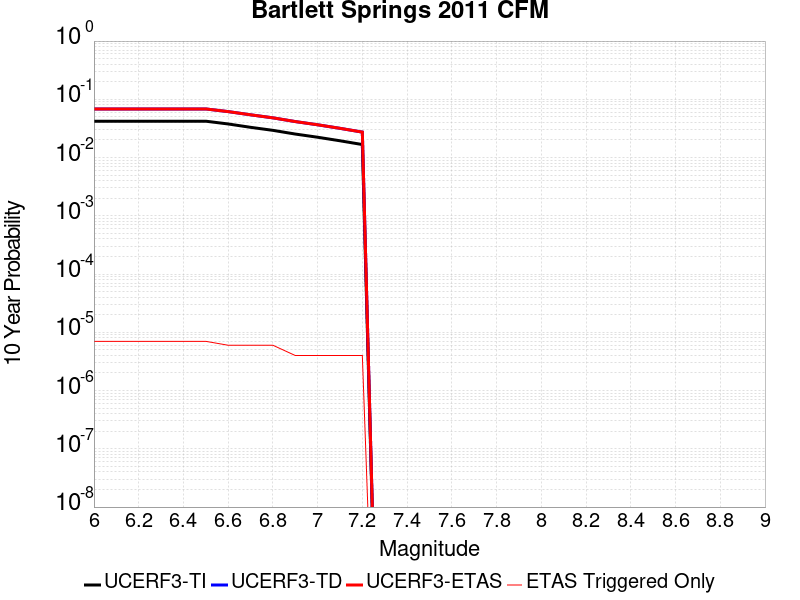 Bartlett Springs 2011 CFM
10 Year Probability
10^0
10^-1
10^-2
10^-3
10^-4
10^-5
10^-6
10^-7
10^-8
6 6.2 6.4 6.6 6.8 7 7.2 7.4 7.6 7.8 8 8.2 8.4 8.6 8.8 9
Magnitude
UCERF3-TI UCERF3-TD UCERF3-ETAS ETAS Triggered Only